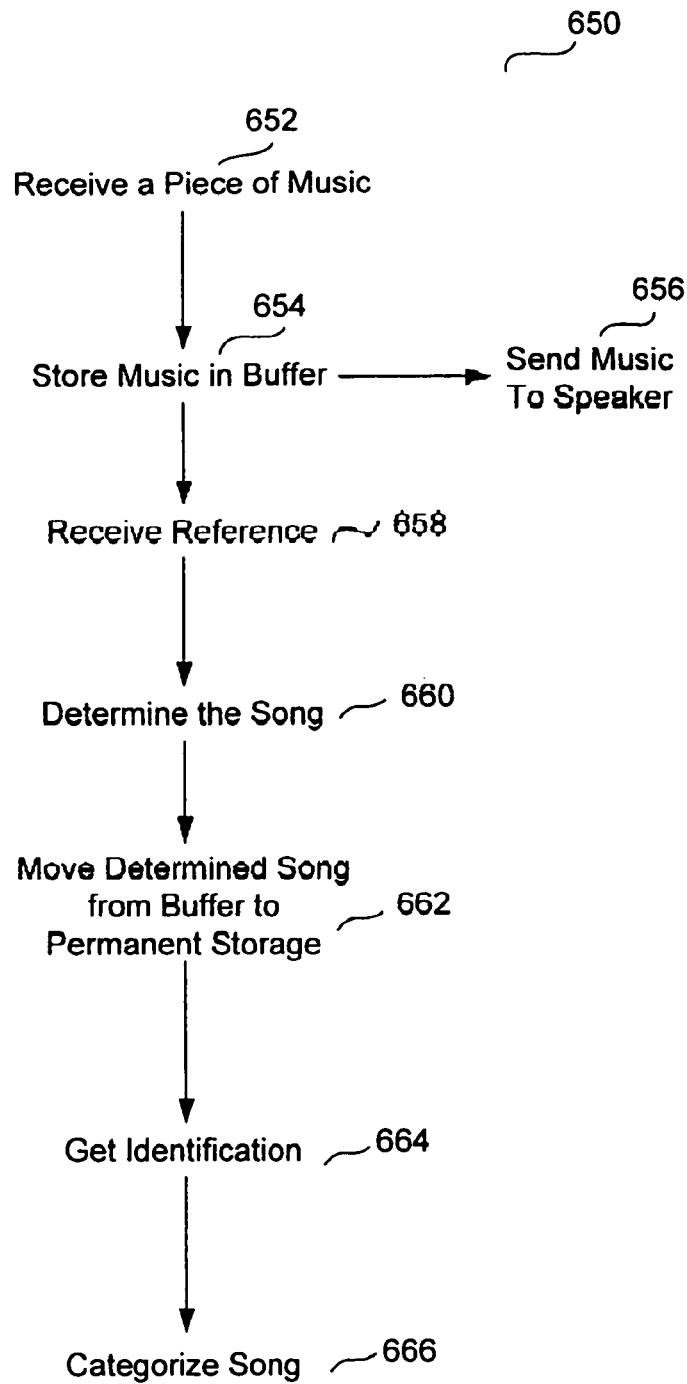 650
652
Receive a Piece of Music
654
656
Store Music in Buffer
Send Music
To Speaker
Receive Reference
658
Determine the Song
660
Move Determined Song
from Buffer to
Permanent Storage
662
Get Identification
664
Categorize Song
666